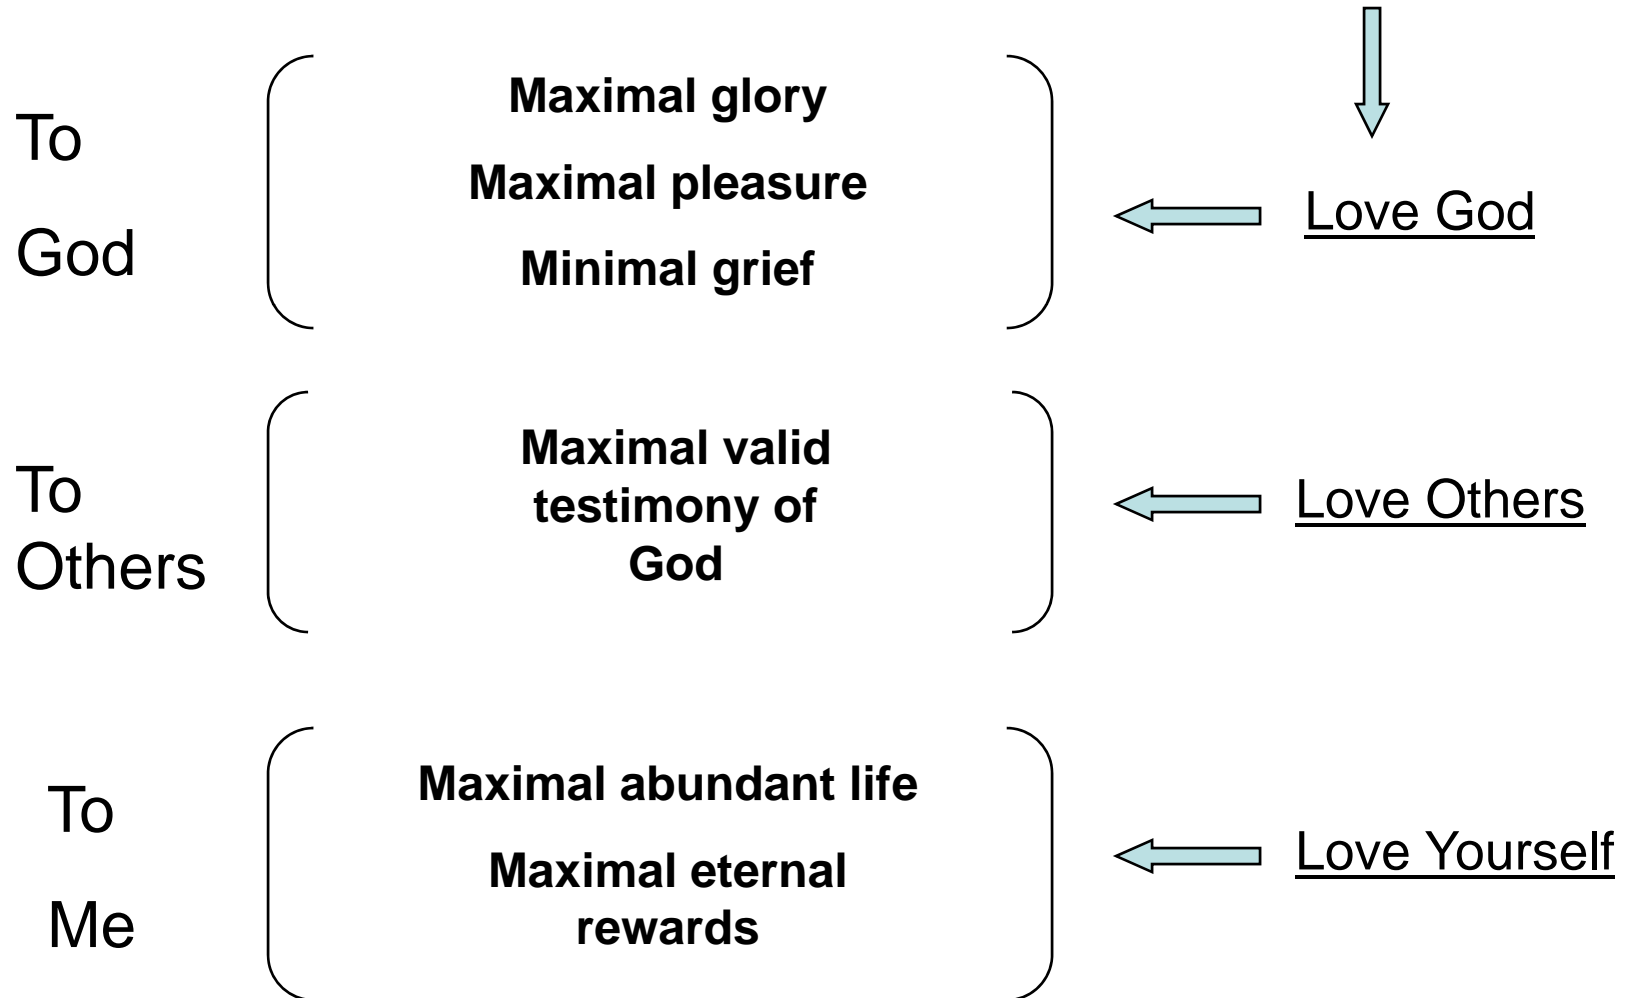 To
God
Maximal glory
Maximal pleasure
Minimal grief
Love God
To
Others
Maximal valid
testimony of
God
Love Others
To
Me
Maximal abundant life
Maximal eternal
rewards
Love Yourself